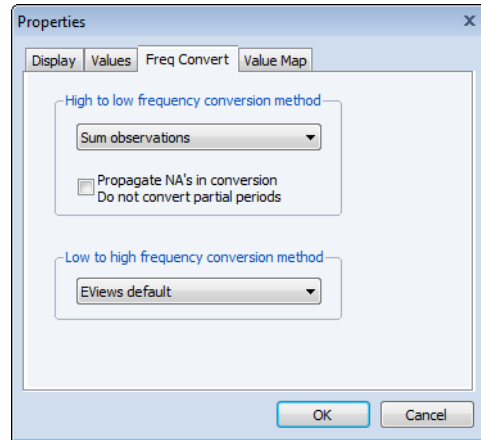 Properties
x
Display Values Freq Convert Value Map
High to low frequency conversion method
Sum observations
Propagate NA's in conversion
Do not convert partial periods
Low to high frequency conversion method
EViews default
OK Cancel